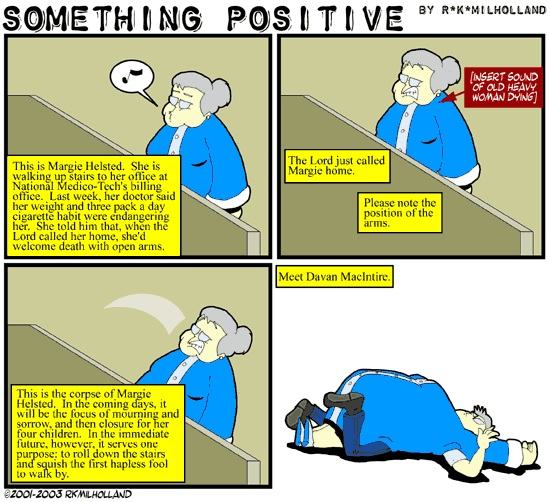 SOMETHING POSITIVE BY R*K*MILHOLLAND
This is Margie Helsted. She is
walking up stairs to her office at
National Medico-Tech's billing
office. Last week, her doctor said
her weight and three pack a day
cigarette habit were endangering
her. She told him that, when the
Lord called her home, she'd
welcome death with open arms.
[INSERT SOUND
OF OLD HEAVY
WOMAN DYING]
The Lord just called
Margie home.
Please note the
position of the
arms.
This is the corpse of Margie
Helsted. In the coming days, it
will be the focus of mourning and
sorrow, and then closure for her
four children. In the immediate
future, however, it serves one
purpose; to roll down the stairs
and squish the first hapless fool
to walk by.
Meet Davan MacIntire.
©2001-2003 RKMILHOLLAND